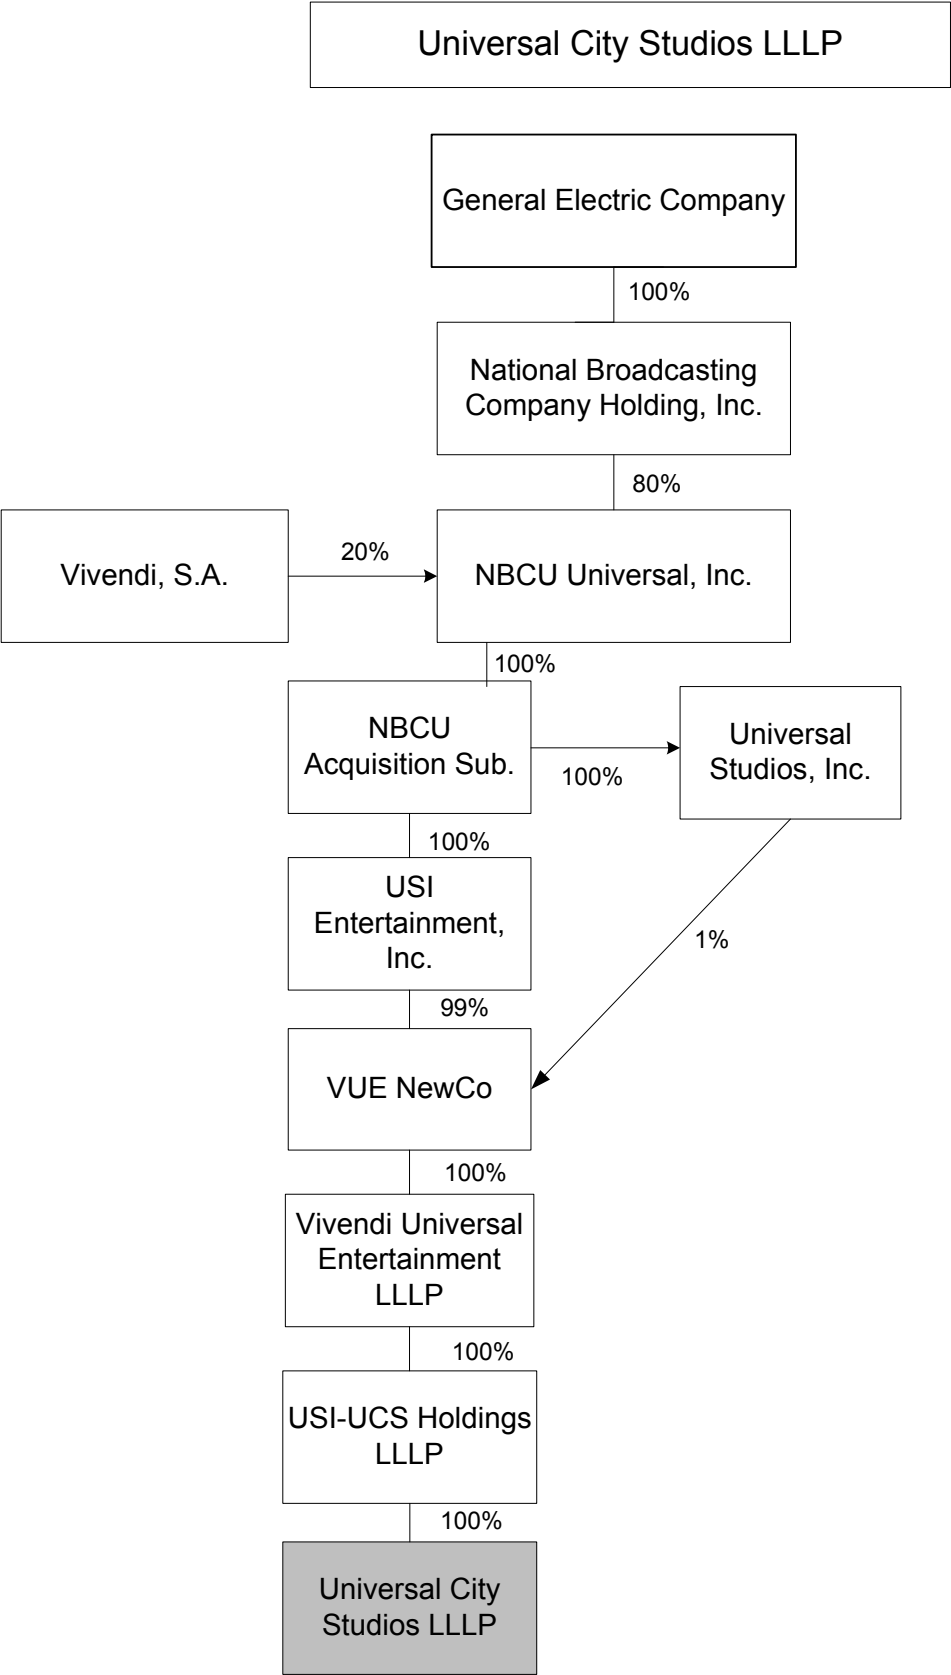 Universal City Studios LLLP
General Electric Company
100%
National Broadcasting
Company Holding, Inc.
80%
Vivendi, S.A.
20%
NBCU Universal, Inc.
100%
NBCU
Acquisition Sub.
100%
Universal
Studios, Inc.
100%
USI
Entertainment,
Inc.
1%
99%
VUE NewCo
100%
Vivendi Universal
Entertainment
LLLP
100%
USI-UCS Holdings
LLLP
100%
Universal City
Studios LLLP